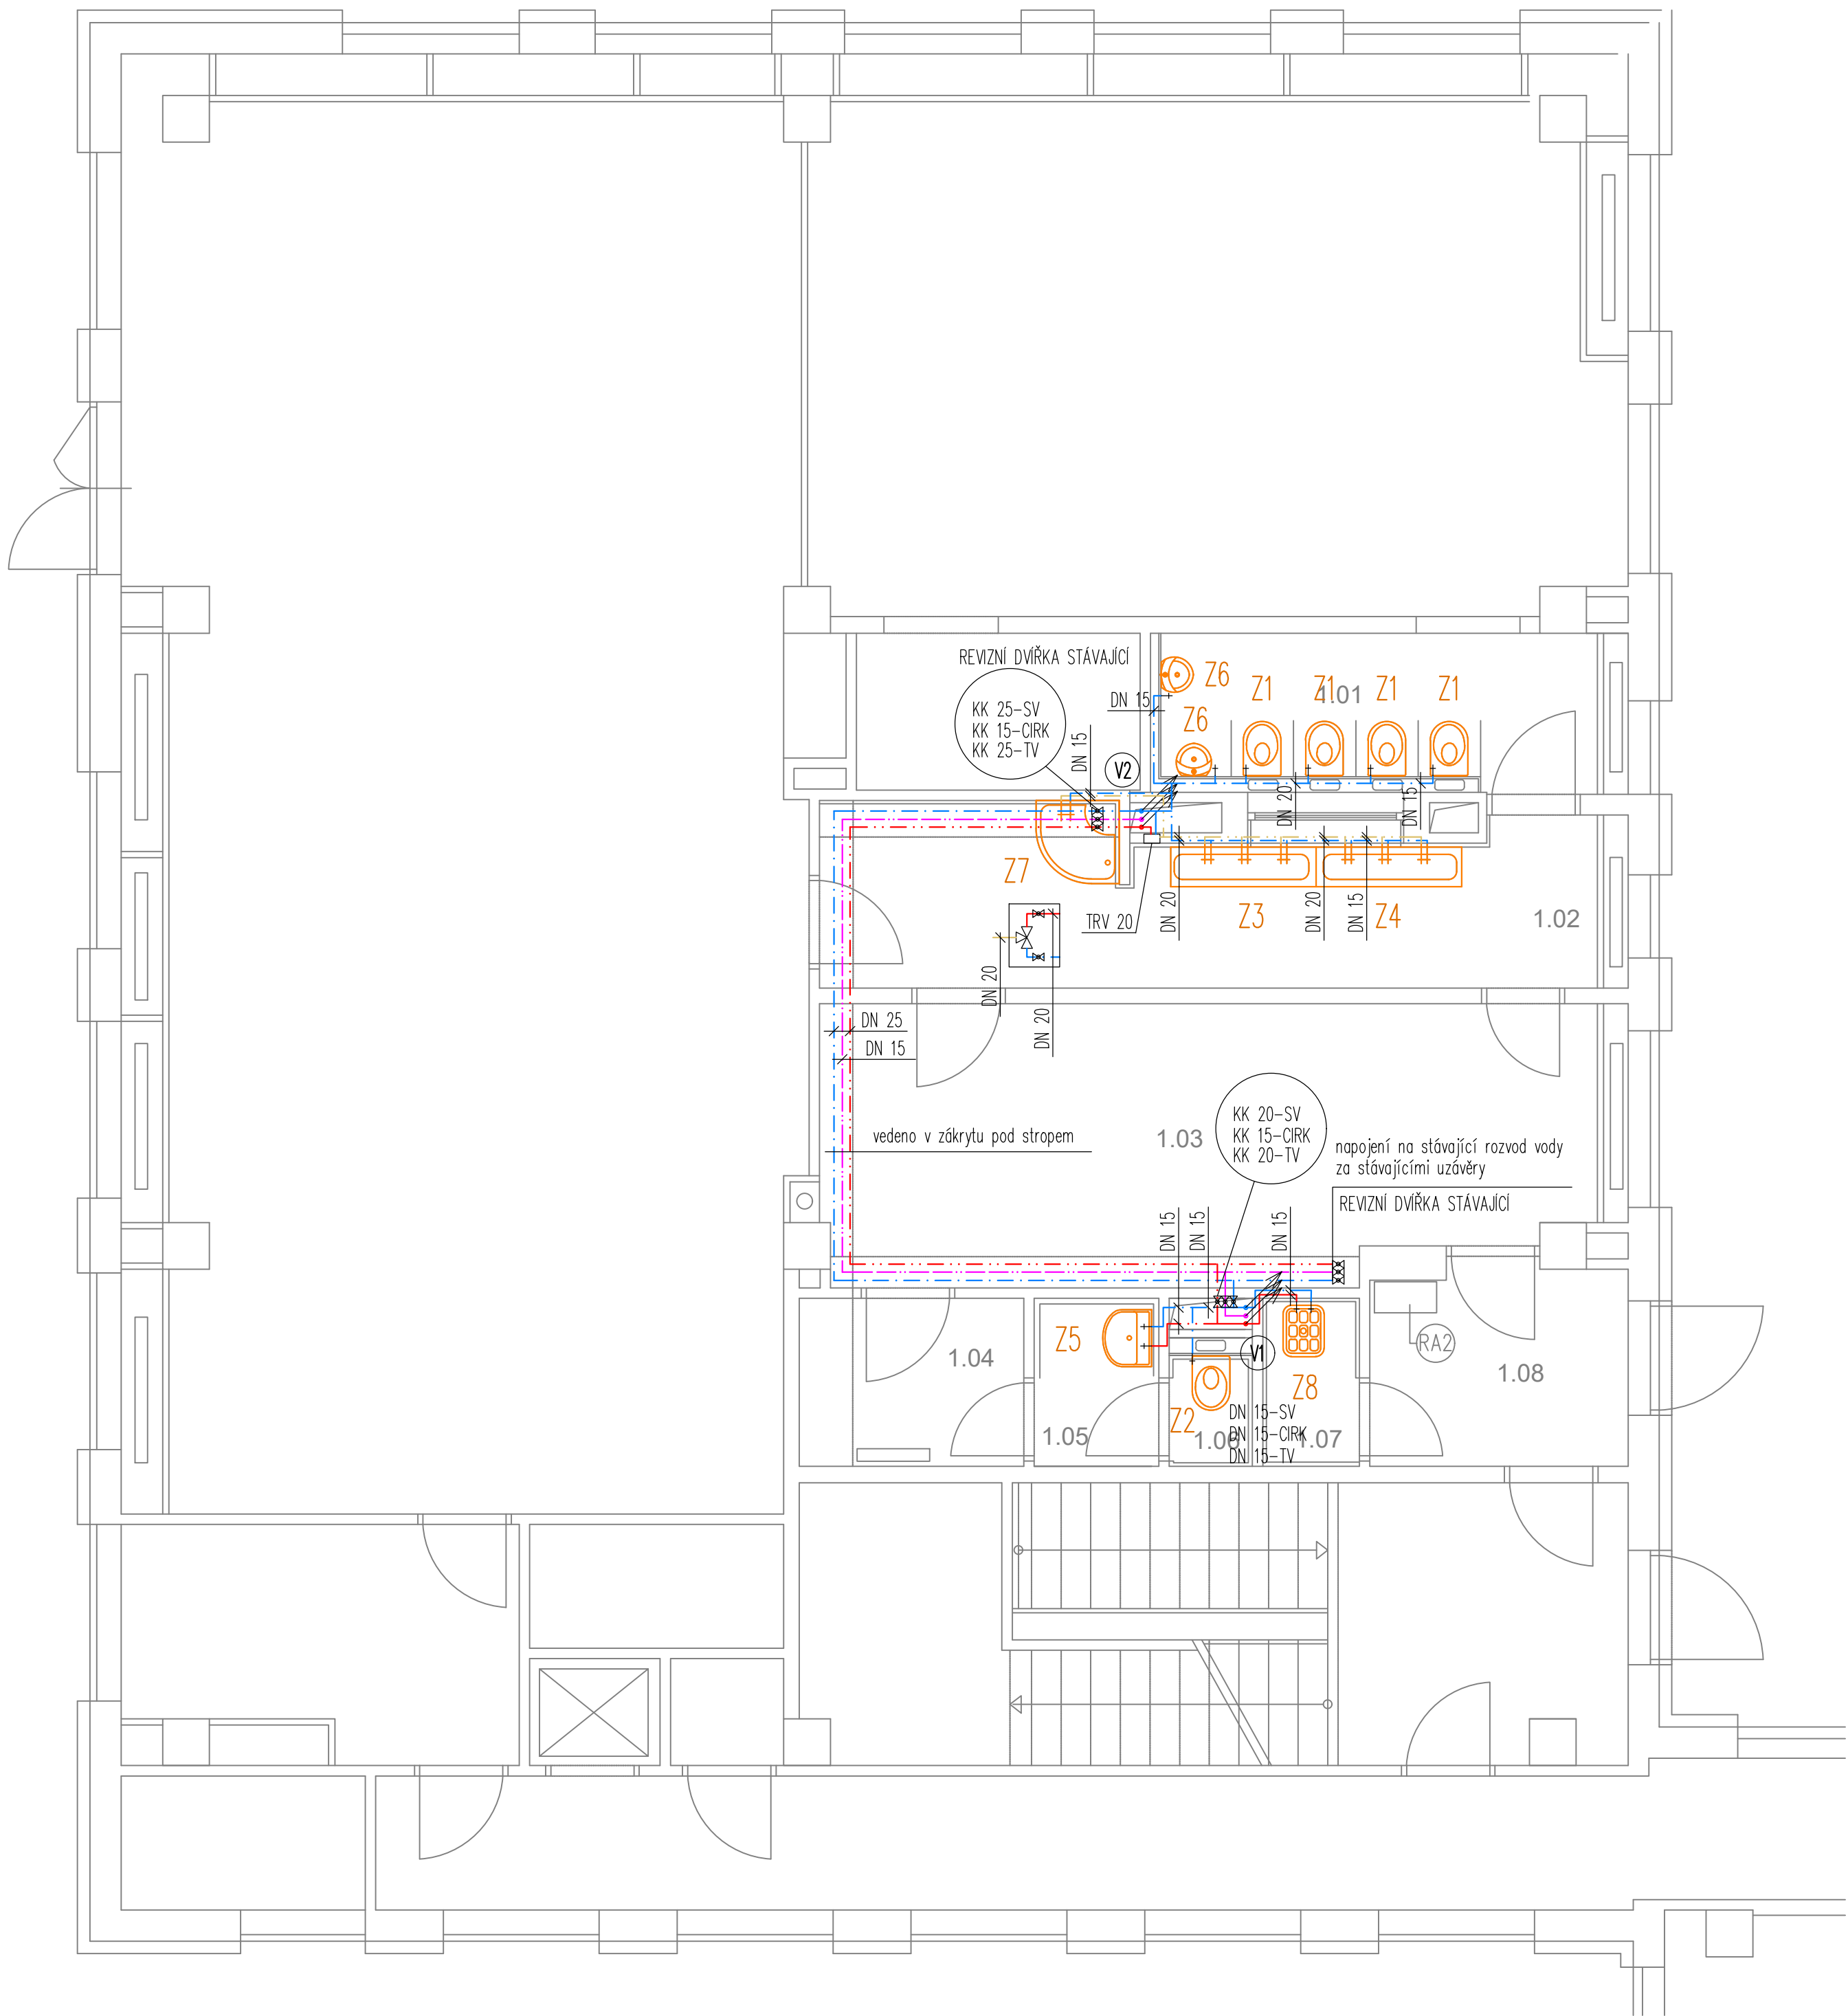 REVIZNÍ DVÍŘKA STÁVAJÍCÍ
KK 25-SV
KK 15-CIRK
KK 25-TV
DN 15
DN 15
V2
Z6
Z6
Z1
Z1
Z1
Z1
1.01
DN 20
DN 15
Z7
TRV 20
DN 20
Z3
DN 20
DN 15
Z4
1.02
DN 20
DN 20
DN 25
DN 15
vedeno v zákrytu pod stropem
1.03
KK 20-SV
KK 15-CIRK
KK 20-TV
napojení na stávající rozvod vody
za stávajícími uzávěry
REVIZNÍ DVÍŘKA STÁVAJÍCÍ
DN 15
DN 15
DN 15
Z5
1.04
V1
RA2
1.08
Z8
Z2
DN 15-SV
DN 15-CIRK
DN 15-TV
1.05
1.06
1.07